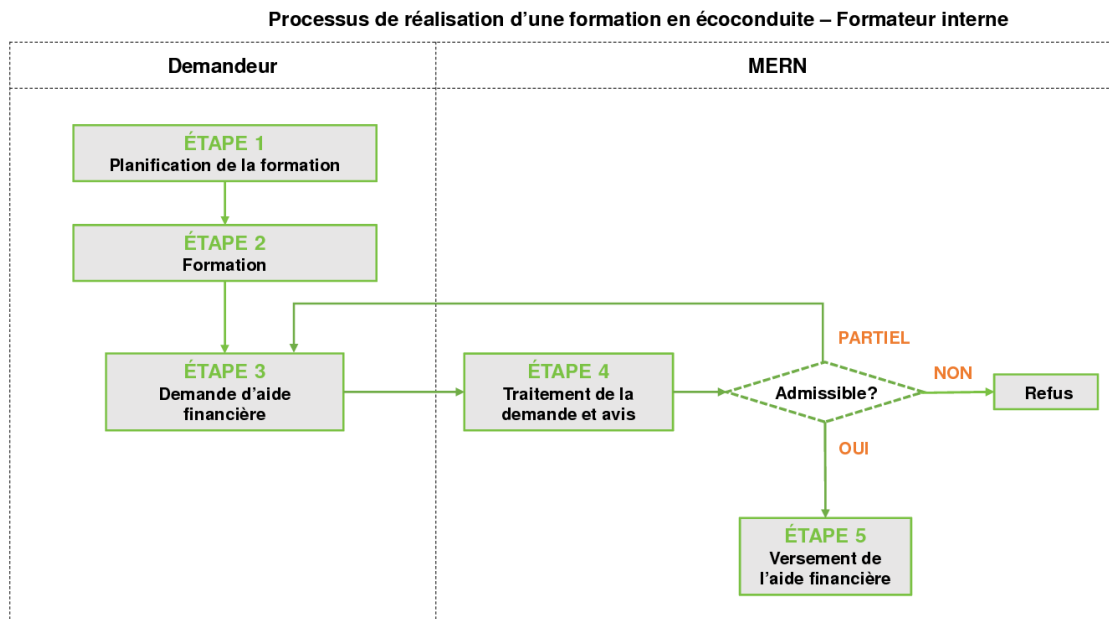 Processus de réalisation d’une formation en écoconduite – Formateur interne
Demandeur
MERN
ÉTAPE 1
Planification de la formation
ÉTAPE 2
Formation
ÉTAPE 3
Demande d’aide
financière
ÉTAPE 4
Traitement de la
demande et avis
PARTIEL
Admissible?
NON
Refus
OUI
ÉTAPE 5
Versement de
l’aide financière